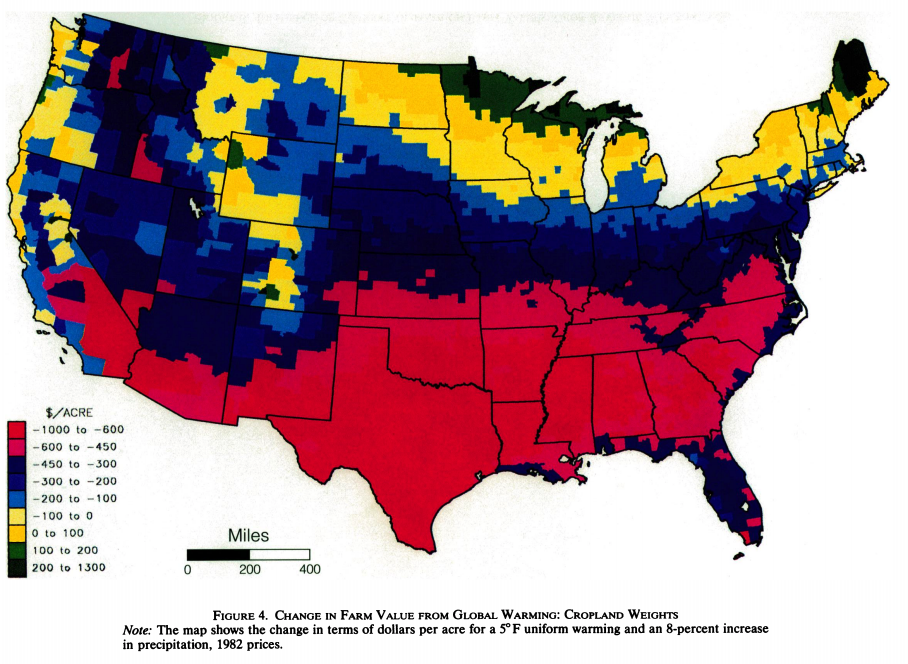 $/ACRE
-1000 to -600
-600 to -450
-450 to -300
-300 to -200
-200 to -100
-100 to 0
0 to 100
100 to 200
200 to 1300
Miles
0 200 400
FIGURE 4. CHANGE IN FARM VALUE FROM GLOBAL WARMING: CROPLAND WEIGHTS
Note: The map shows the change in terms of dollars per acre for a 5°F uniform warming and an 8-percent increase
in precipitation, 1982 prices.